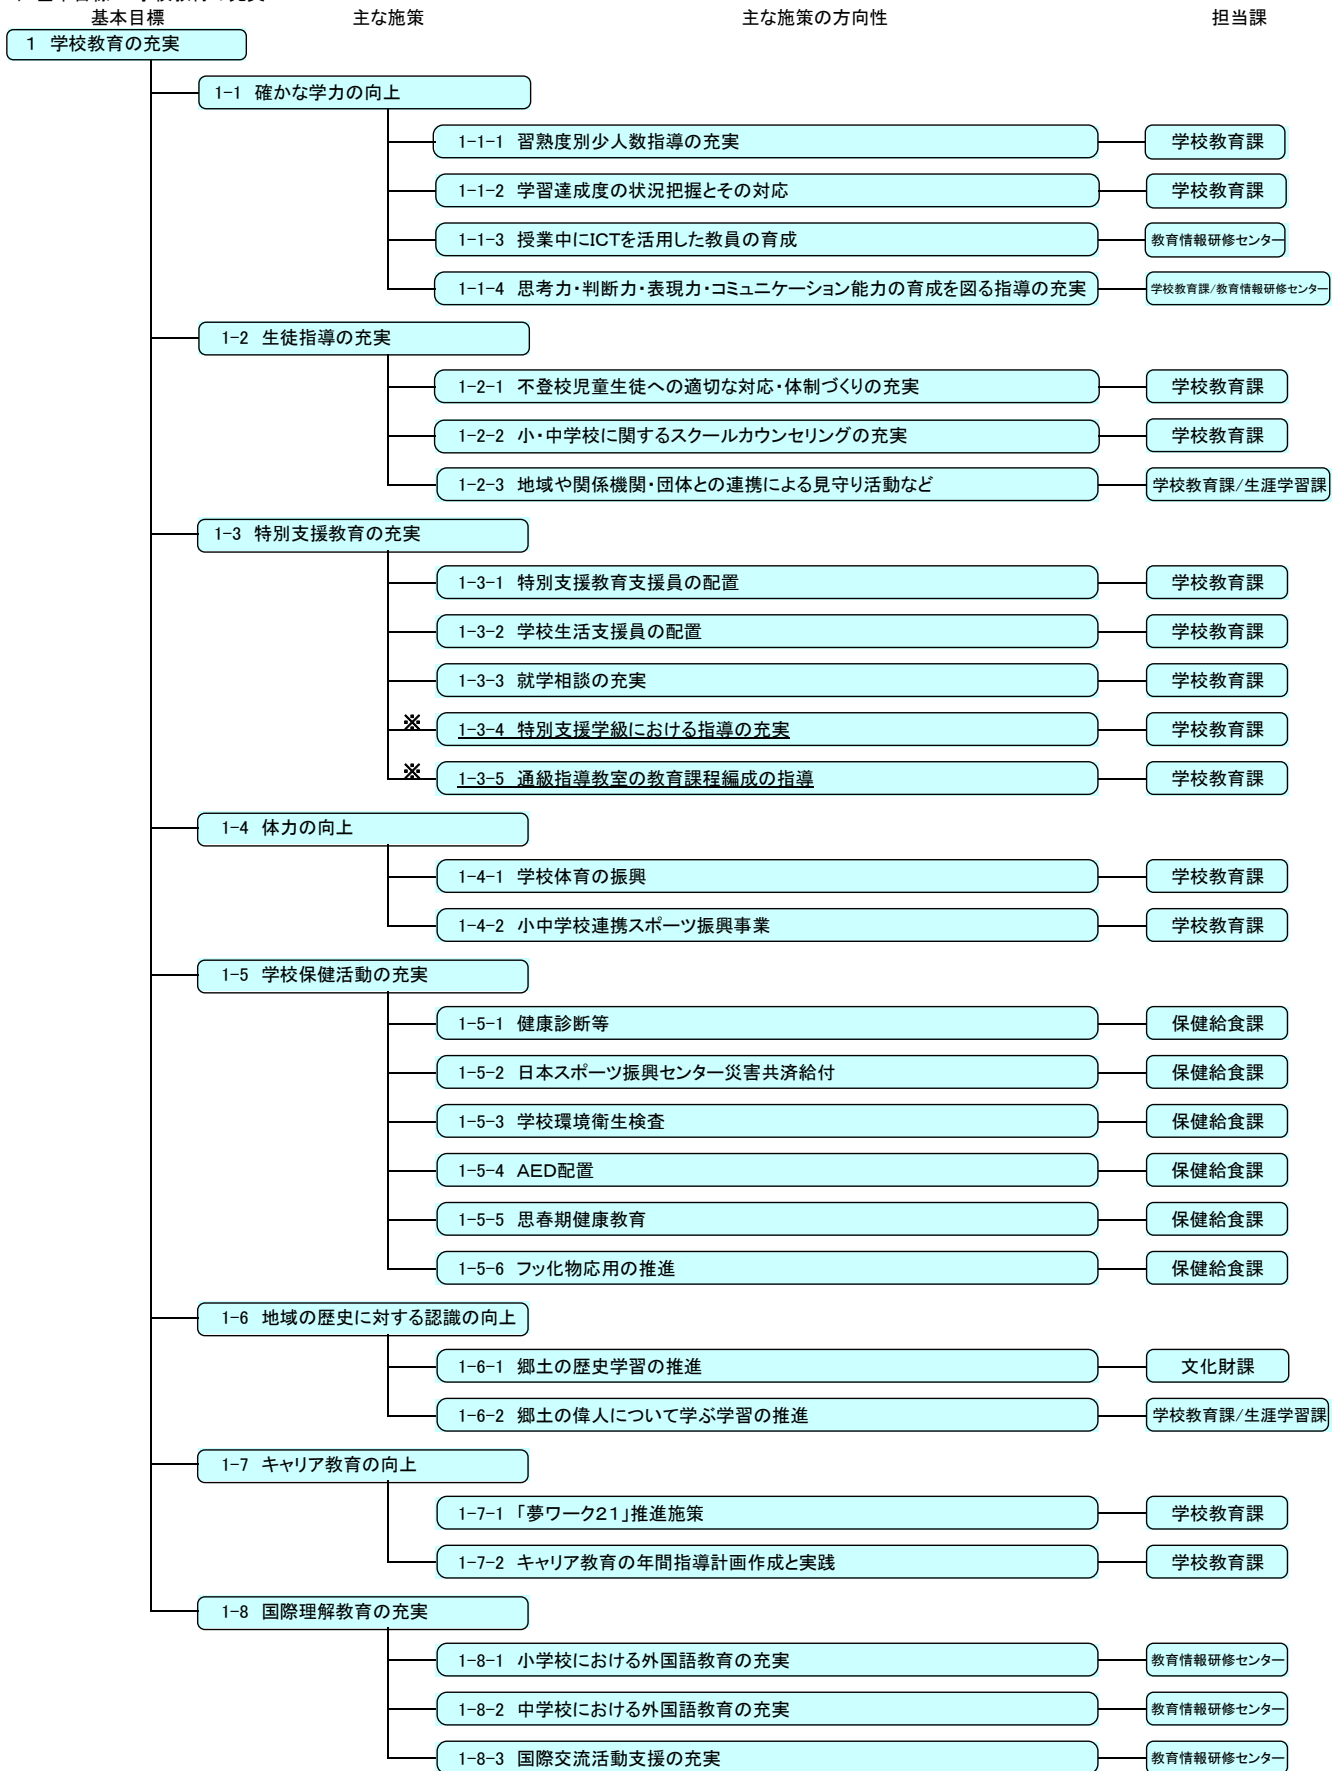 基本目標 主な施策 主な施策の方向性 担当課
1 学校教育の充実
1-1 確かな学力の向上
1-1-1 習熟度別少人数指導の充実 学校教育課
1-1-2 学習達成度の状況把握とその対応 学校教育課
1-1-3 授業中にICTを活用した教員の育成 教育情報研修センター
1-1-4 思考力・判断力・表現力・コミュニケーション能力の育成を図る指導の充実 学校教育課/教育情報研修センター
1-2 生徒指導の充実
1-2-1 不登校児童生徒への適切な対応・体制づくりの充実 学校教育課
1-2-2 小・中学校に関するスクールカウンセリングの充実 学校教育課
1-2-3 地域や関係機関・団体との連携による見守り活動など 学校教育課/生涯学習課
1-3 特別支援教育の充実
1-3-1 特別支援教育支援員の配置 学校教育課
1-3-2 学校生活支援員の配置 学校教育課
1-3-3 就学相談の充実 学校教育課
※ 1-3-4 特別支援学級における指導の充実 学校教育課
※ 1-3-5 通級指導教室の教育課程編成の指導 学校教育課
1-4 体力の向上
1-4-1 学校体育の振興 学校教育課
1-4-2 小中学校連携スポーツ振興事業 学校教育課
1-5 学校保健活動の充実
1-5-1 健康診断等 保健給食課
1-5-2 日本スポーツ振興センター災害共済給付 保健給食課
1-5-3 学校環境衛生検査 保健給食課
1-5-4 AED配置 保健給食課
1-5-5 思春期健康教育 保健給食課
1-5-6 フッ化物応用の推進 保健給食課
1-6 地域の歴史に対する認識の向上
1-6-1 郷土の歴史学習の推進 文化財課
1-6-2 郷土の偉人について学ぶ学習の推進 学校教育課/生涯学習課
1-7 キャリア教育の向上
1-7-1 「夢ワーク21」推進施策 学校教育課
1-7-2 キャリア教育の年間指導計画作成と実践 学校教育課
1-8 国際理解教育の充実
1-8-1 小学校における外国語教育の充実 教育情報研修センター
1-8-2 中学校における外国語教育の充実 教育情報研修センター
1-8-3 国際交流活動支援の充実 教育情報研修センター